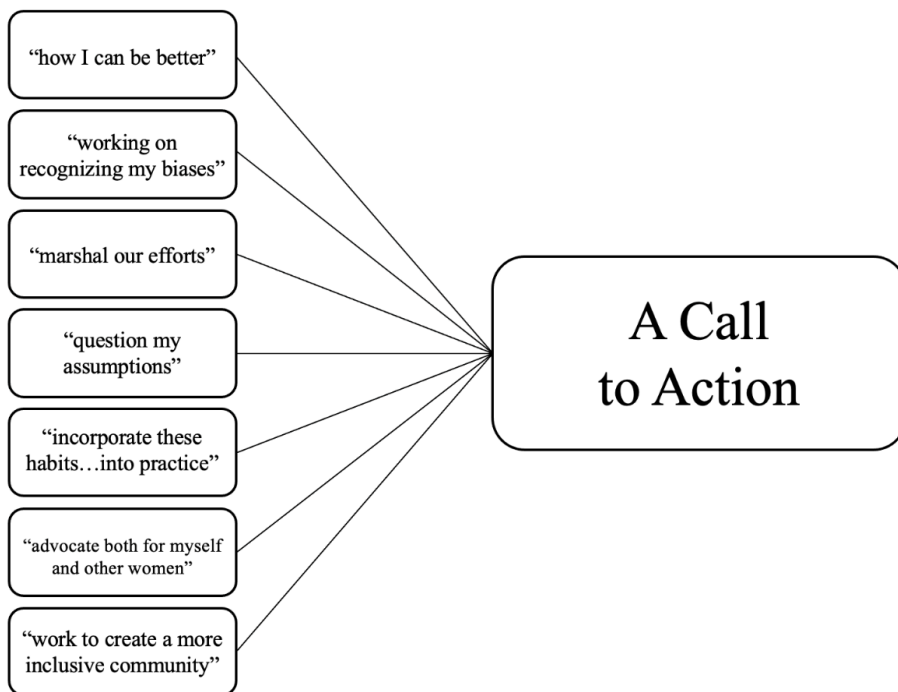 “how I can be better”
“working on
recognizing my biases”
“marshal our efforts”
“question my
assumptions”
“incorporate these
habits…into practice”
“advocate both for myself
and other women”
“work to create a more
inclusive community”
A Call
to Action